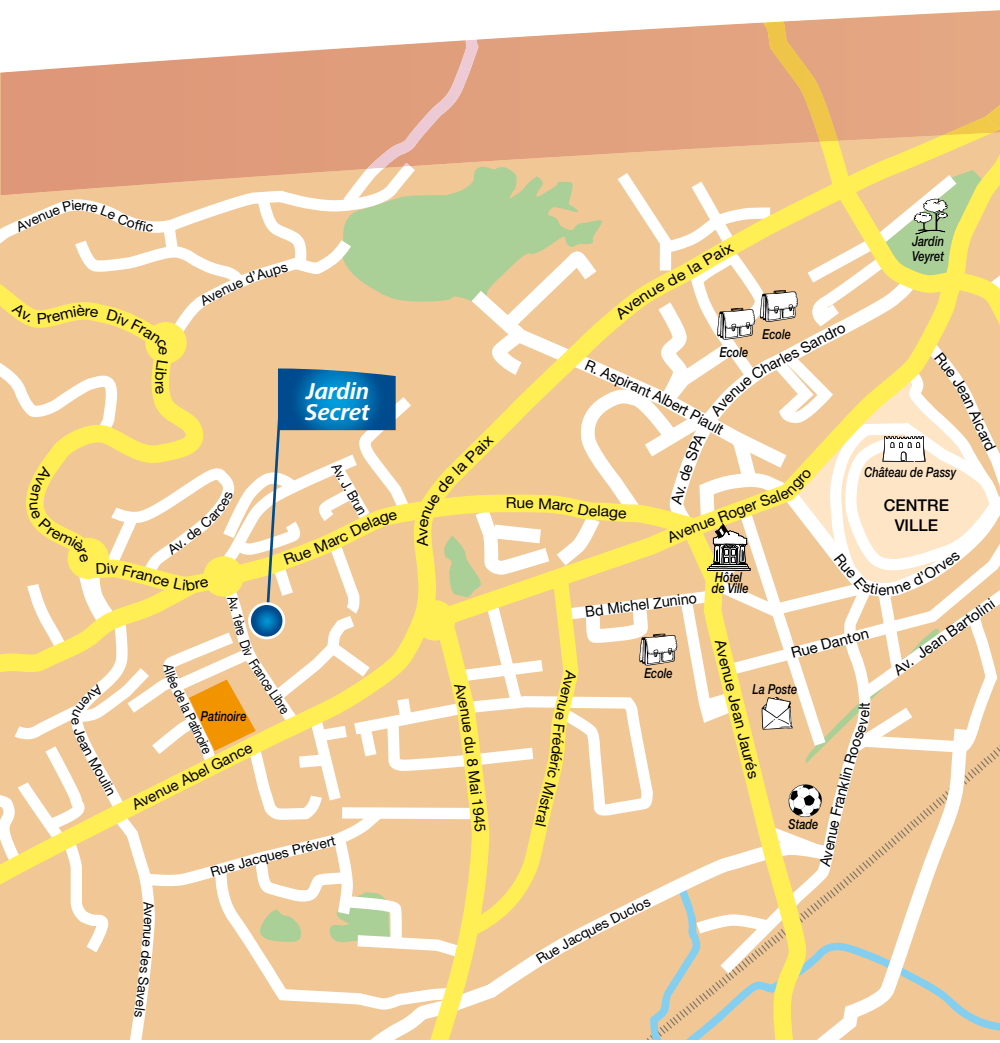 Avenue Pierre Le Coffic
Jardin
Veyret
Avenue de la Paix
Avenue d'Aups
Av. Première Div France Libre
Ecole
Ecole
Avenue Charles Sandro
Rue Jean Aicard
R. Aspirant Albert Piault
Jardin
Secret
Av. de SPA
Château de Passy
CENTRE
VILLE
Avenue de la Paix
Av. J. Brun
Avenue Première Div France Libre
Av. de Carces
Rue Marc Delage
Rue Marc Delage
Avenue Roger Salengro
Hôtel
de Ville
Rue Estienne d'Orves
Bd Michel Zunino
Av. 1ère Div France Libre
Rue Danton
Av. Jean Bartolini
Ecole
Allée de la Patinoire
Patinoire
Avenue Jean Moulin
Avenue Abel Gance
Avenue du 8 Mai 1945
Avenue Frédéric Mistral
Avenue Jean Jaurés
La Poste
Stade
Avenue Franklin Roosevelt
Rue Jacques Prévert
Rue Jacques Duclos
Avenue des Savels